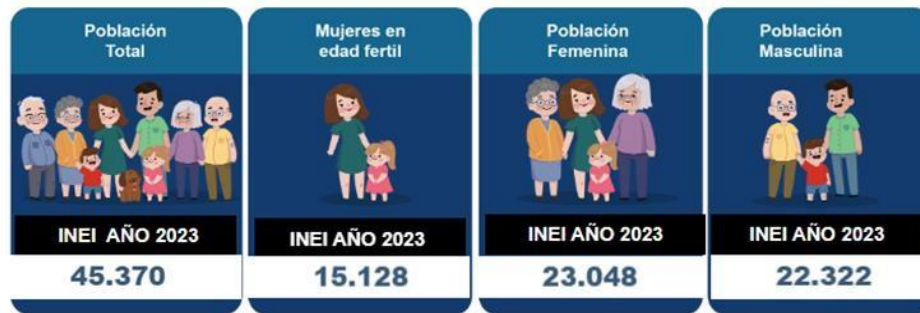 Población
Total
INEI AÑO 2023
45.370
Mujeres en
edad fertil
INEI AÑO 2023
15.128
Población
Femenina
INEI AÑO 2023
23.048
Población
Masculina
INEI AÑO 2023
22.322